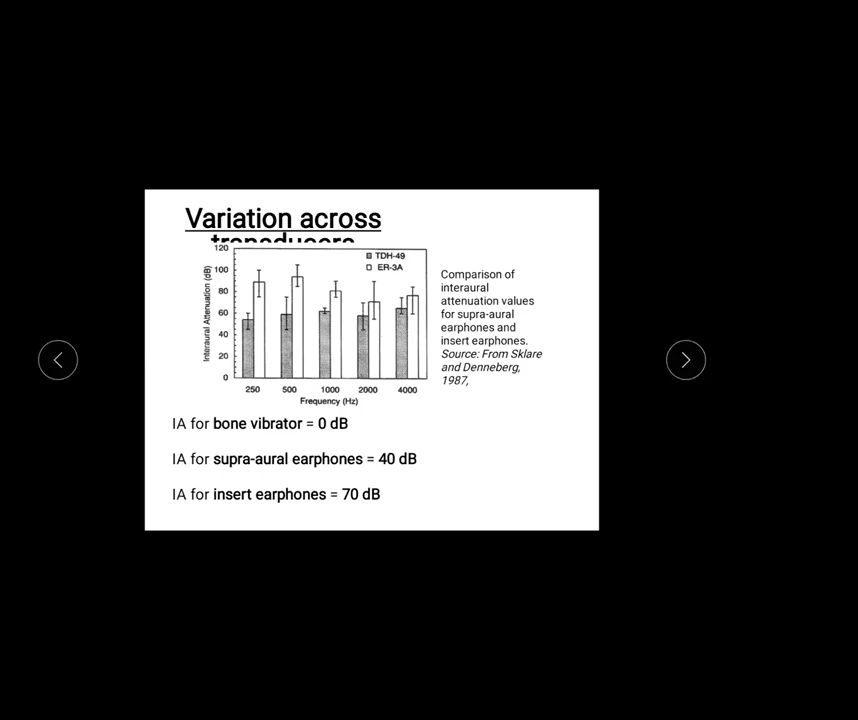 Variation across
transducers
120
100
80
60
40
20
0
Interaural Attenuation (dB)
TDH-49
ER-3A
250 500 1000 2000 4000
Frequency (Hz)
Comparison of
interaural
attenuation values
for supra-aural
earphones and
insert earphones.
Source: From Sklare
and Denneberg,
1987,
IA for bone vibrator = 0 dB
IA for supra-aural earphones = 40 dB
IA for insert earphones = 70 dB